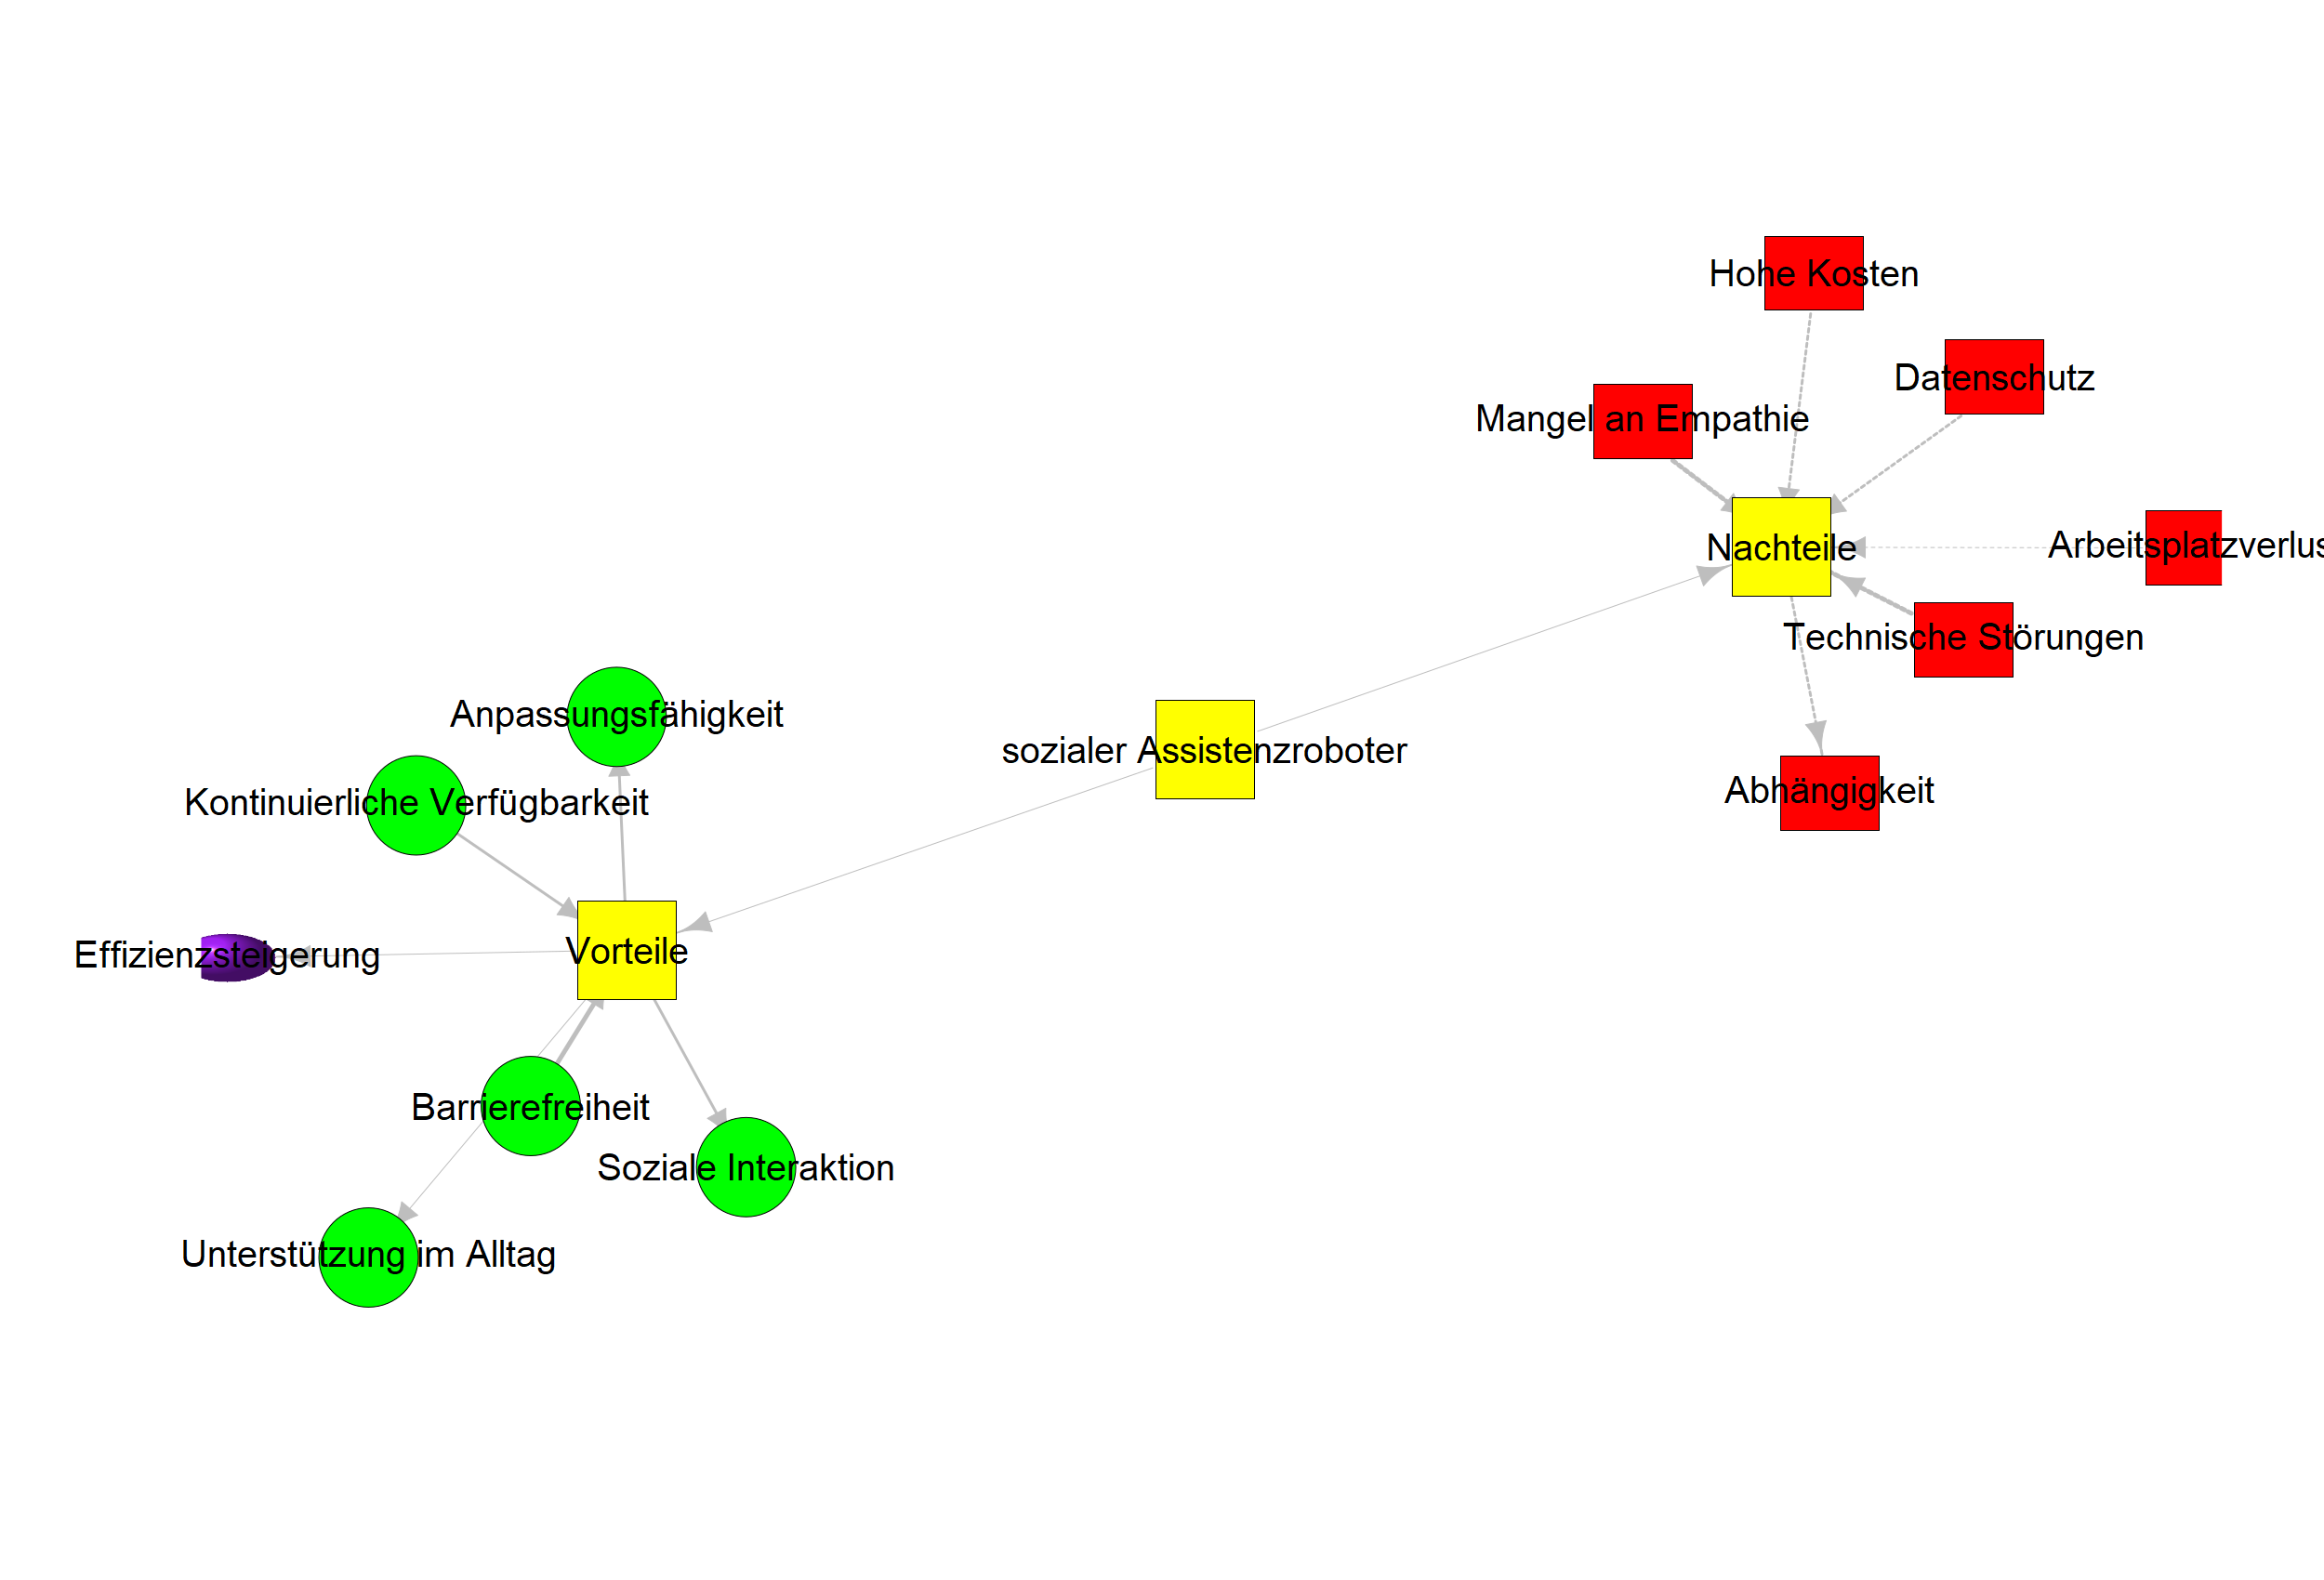 Hohe Kosten
Datenschutz
Mangel an Empathie
Nachteile
Arbeitsplatzverlus
Technische Störungen
Anpassungsfähigkeit
sozialer Assistenzroboter
Abhängigkeit
Kontinuierliche Verfügbarkeit
Effizienzsteigerung
Vorteile
Barrierefreiheit
Soziale Interaktion
Unterstützung im Alltag